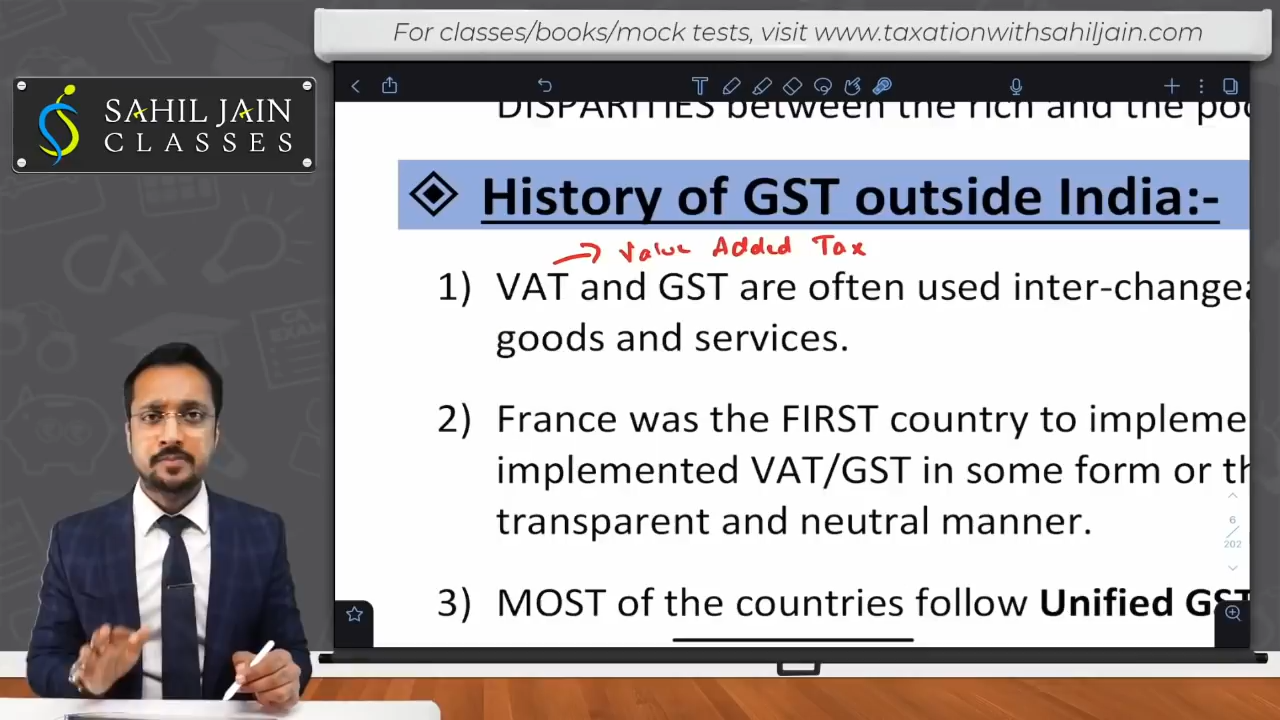 For classes/books/mock tests, visit www.taxationwithsahiljain.com
SAHIL JAIN
CLASSES
DISPARITIES between the rich and the poo
History of GST outside India:-
Value Added Tax
1) VAT and GST are often used inter-change
goods and services.
2) France was the FIRST country to impleme
implemented VAT/GST in some form or th
transparent and neutral manner.
6
202
3) MOST of the countries follow Unified GST